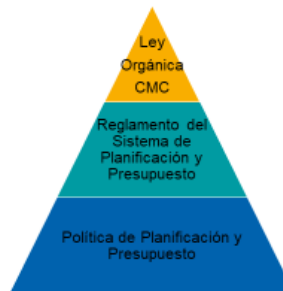 Ley
Orgánica
CMC
Reglamento del
Sistema de
Planificación y
Presupuesto
Política de Planificación y
Presupuesto